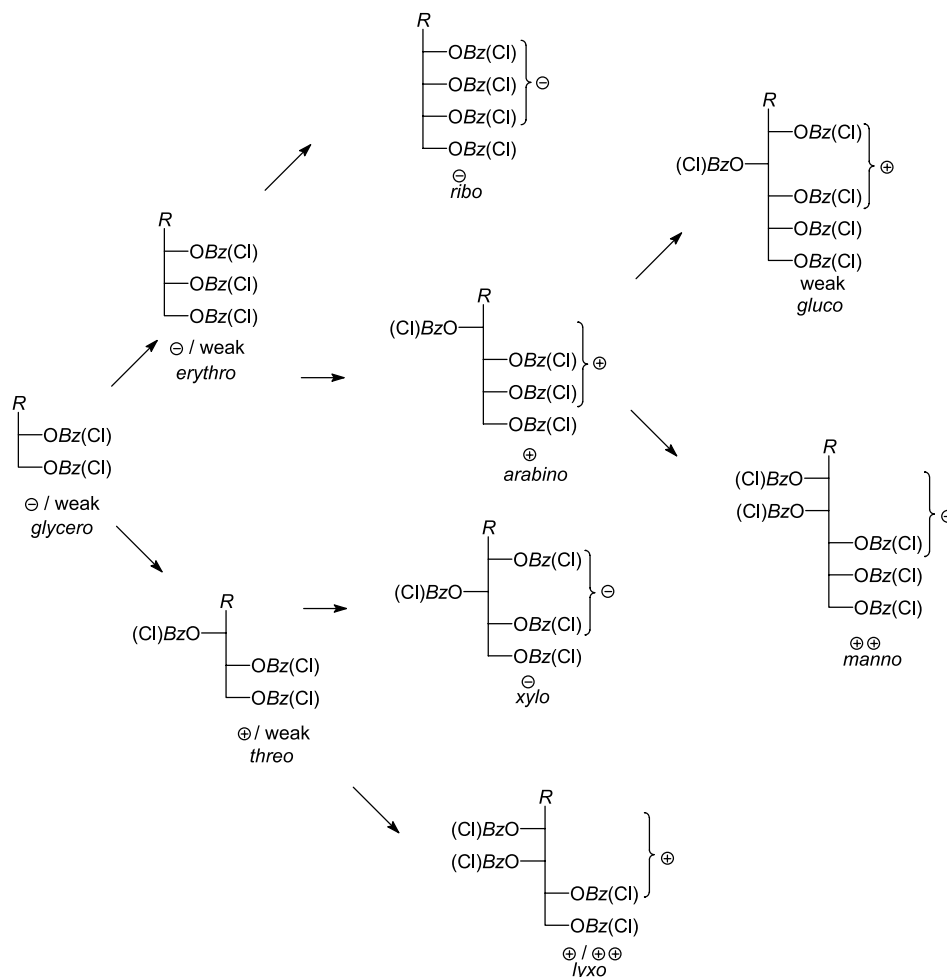 R
OBz(Cl)
OBz(Cl)
⊖ / weak
glycero
R
OBz(Cl)
OBz(Cl)
OBz(Cl)
⊖ / weak
erythro
R
(Cl)BzO
OBz(Cl)
OBz(Cl)
⊕ / weak
threo
R
OBz(Cl)
OBz(Cl)
⊖
OBz(Cl)
OBz(Cl)
⊖
ribo
R
(Cl)BzO
OBz(Cl) ⊕
OBz(Cl)
OBz(Cl)
⊕
arabino
R
OBz(Cl)
(Cl)BzO ⊖
OBz(Cl)
OBz(Cl)
⊖
xylo
R
(Cl)BzO
(Cl)BzO ⊕
OBz(Cl)
OBz(Cl)
⊕ / ⊕⊕
lyxo
R
OBz(Cl)
(Cl)BzO ⊕
OBz(Cl)
OBz(Cl)
OBz(Cl)
weak
gluco
R
(Cl)BzO
(Cl)BzO
OBz(Cl)
OBz(Cl)
OBz(Cl)
⊕⊕
manno